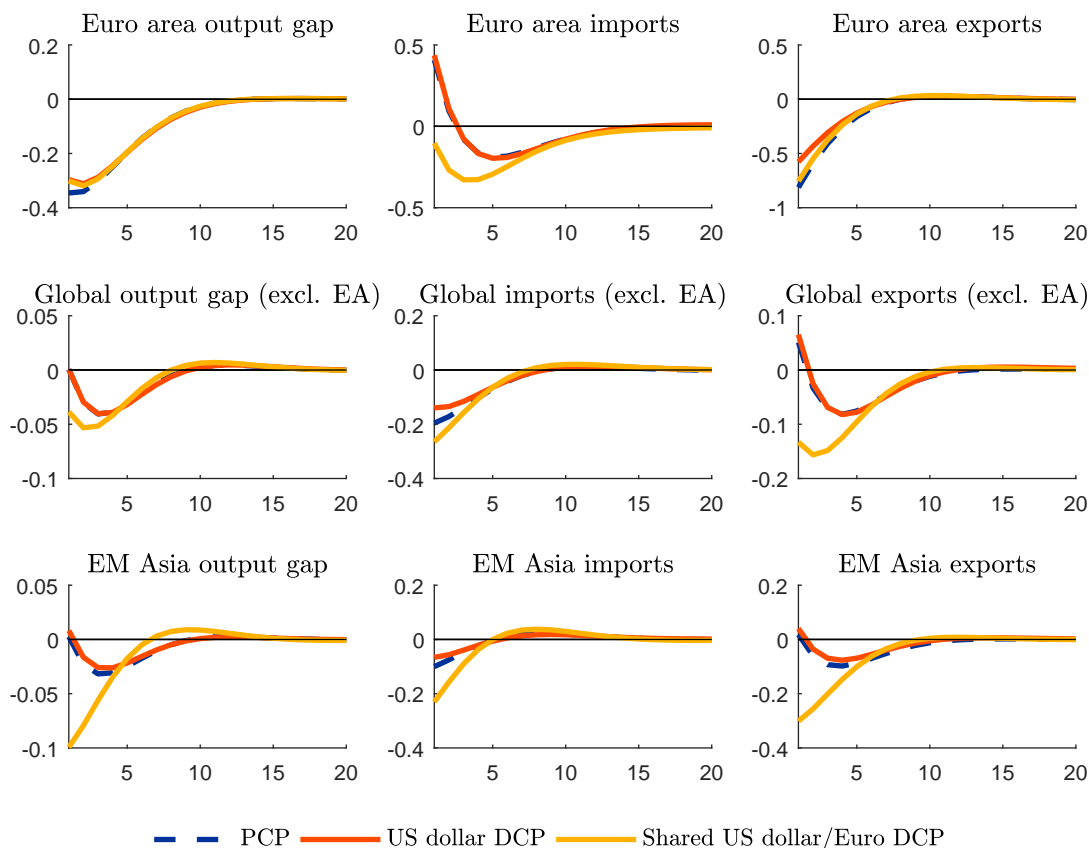 Euro area output gap Euro area imports Euro area exports
0.2 0.5 0.5
0 0 0
-0.2 -0.5
-0.4 -0.5 -1
5 10 15 20 5 10 15 20 5 10 15 20
Global output gap (excl. EA) Global imports (excl. EA) Global exports (excl. EA)
0.05 0.2 0.1
0 0 0
-0.05 -0.2 -0.1
-0.1 -0.4 -0.2
5 10 15 20 5 10 15 20 5 10 15 20
EM Asia output gap EM Asia imports EM Asia exports
0.05 0.2 0.2
0 0 0
-0.05 -0.2 -0.2
-0.1 -0.4 -0.4
5 10 15 20 5 10 15 20 5 10 15 20
PCP US dollar DCP Shared US dollar/Euro DCP